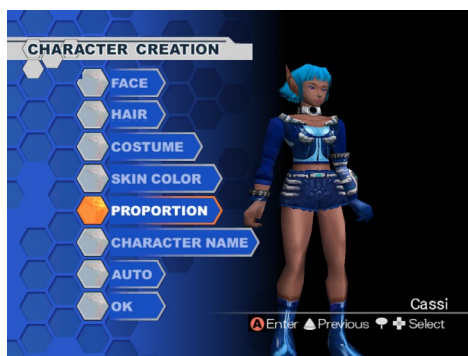 CHARACTER CREATION
FACE
HAIR
COSTUME
SKIN COLOR
PROPORTION
CHARACTER NAME
AUTO
OK
Cassi
A Enter Previous Select